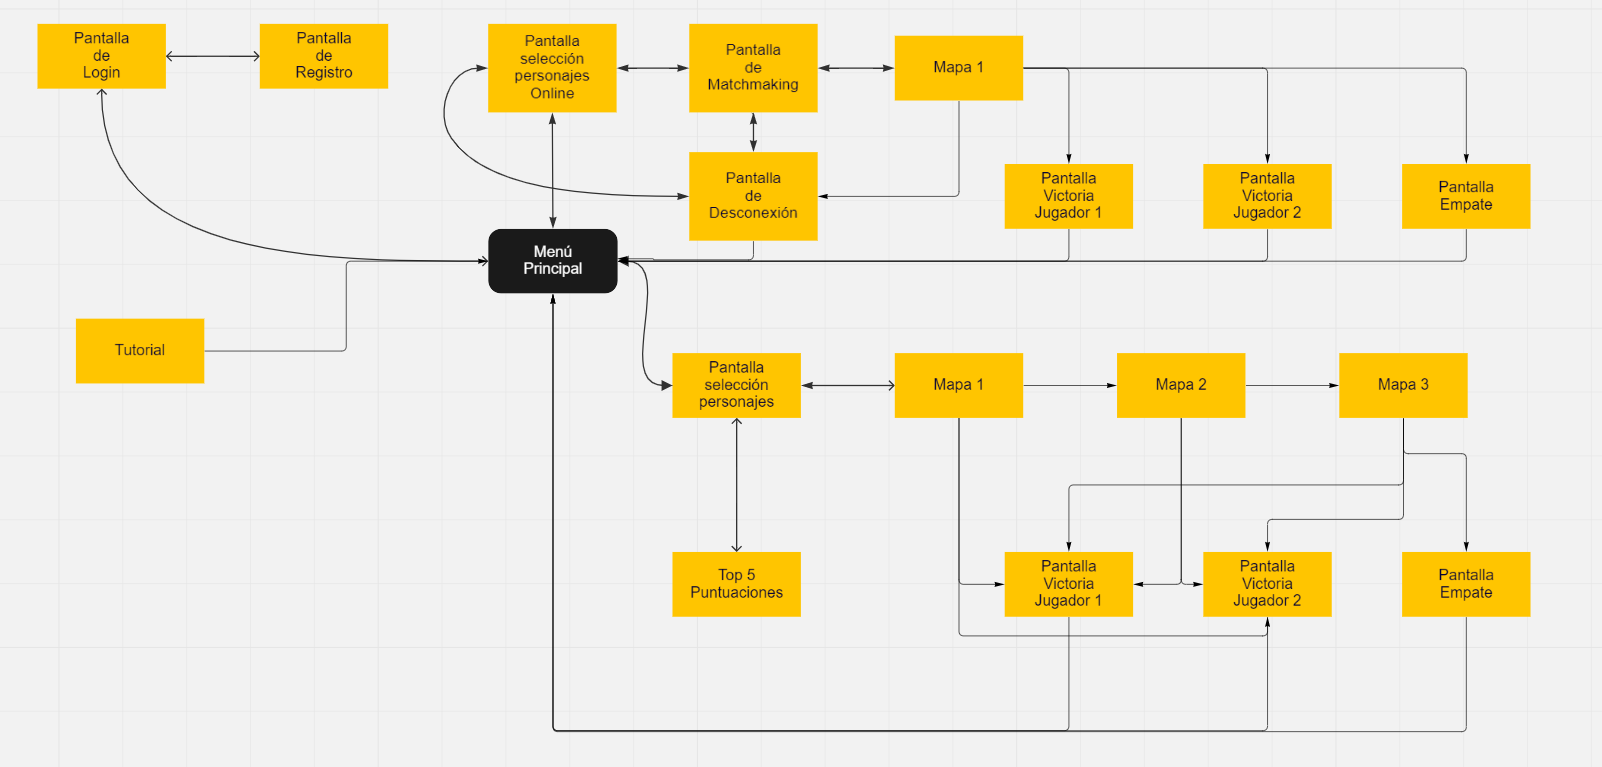 Pantalla
de
Login
Pantalla
de
Registro
Pantalla
selección
personajes
Online
Pantalla
de
Matchmaking
Mapa 1
Pantalla
de
Desconexión
Pantalla
Victoria
Jugador 1
Pantalla
Victoria
Jugador 2
Pantalla
Empate
Menú
Principal
Tutorial
Pantalla
selección
personajes
Mapa 1
Mapa 2
Mapa 3
Top 5
Puntuaciones
Pantalla
Victoria
Jugador 1
Pantalla
Victoria
Jugador 2
Pantalla
Empate